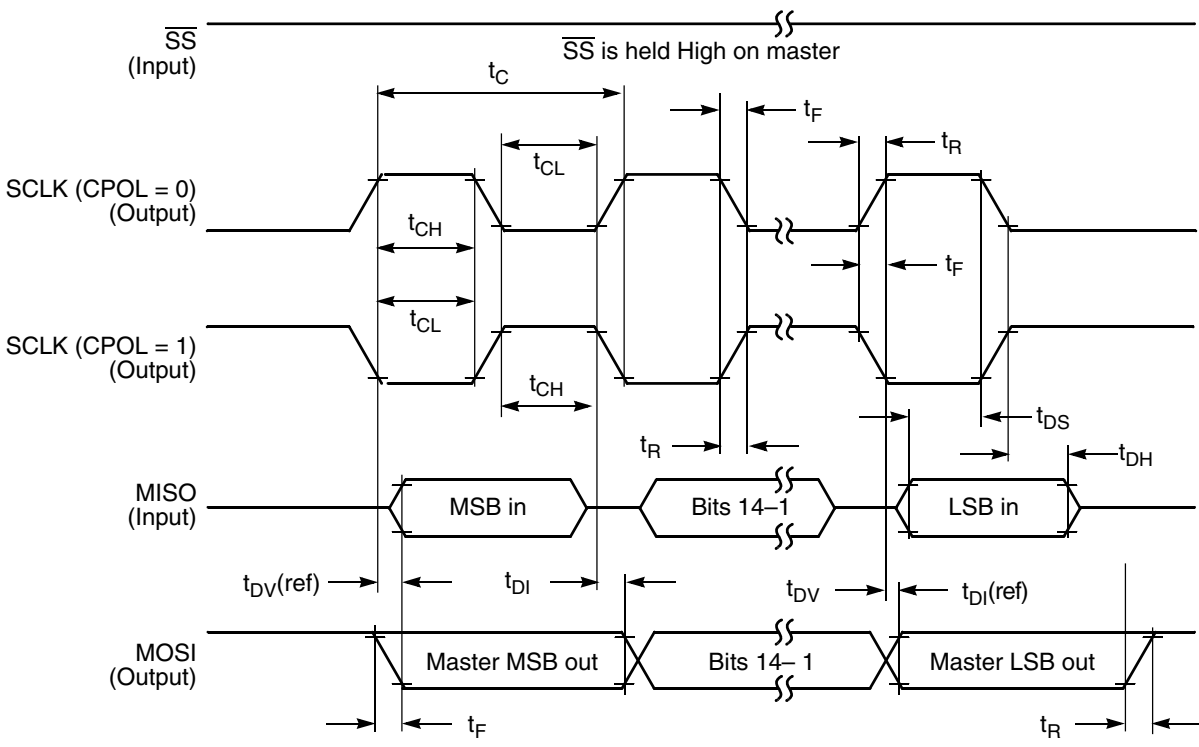 SS
(Input)
SS is held High on master
tC
tF
tCL
tR
SCLK (CPOL = 0)
(Output)
tCH
tF
tCL
SCLK (CPOL = 1)
(Output)
tCH
tDS
tR
tDH
MISO
(Input)
MSB in
Bits 14–1
LSB in
tDV(ref)
tDI
tDV
tDI(ref)
MOSI
(Output)
Master MSB out
Bits 14– 1
Master LSB out
tF
tR